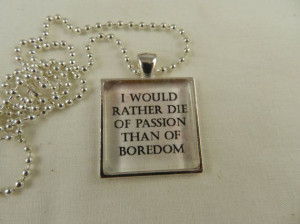 I WOULD
RATHER DIE
OF PASSION
THAN OF
BOREDOM